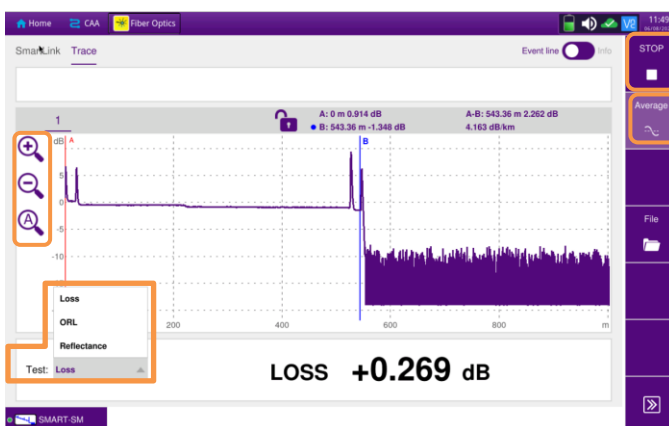 Home CAA Fiber Optics V2 11:49
SmartLink Trace Event line Info STOP
1 A: 0 m 0.914 dB A-B: 543.36 m 2.262 dB
B: 543.36 m -1.348 dB 4.163 dB/km
Average
dB A B
5
0
-5
-10
File
200 400 600 800 m
Loss
ORL
Reflectance
Test: Loss
LOSS +0.269 dB
SMART-SM